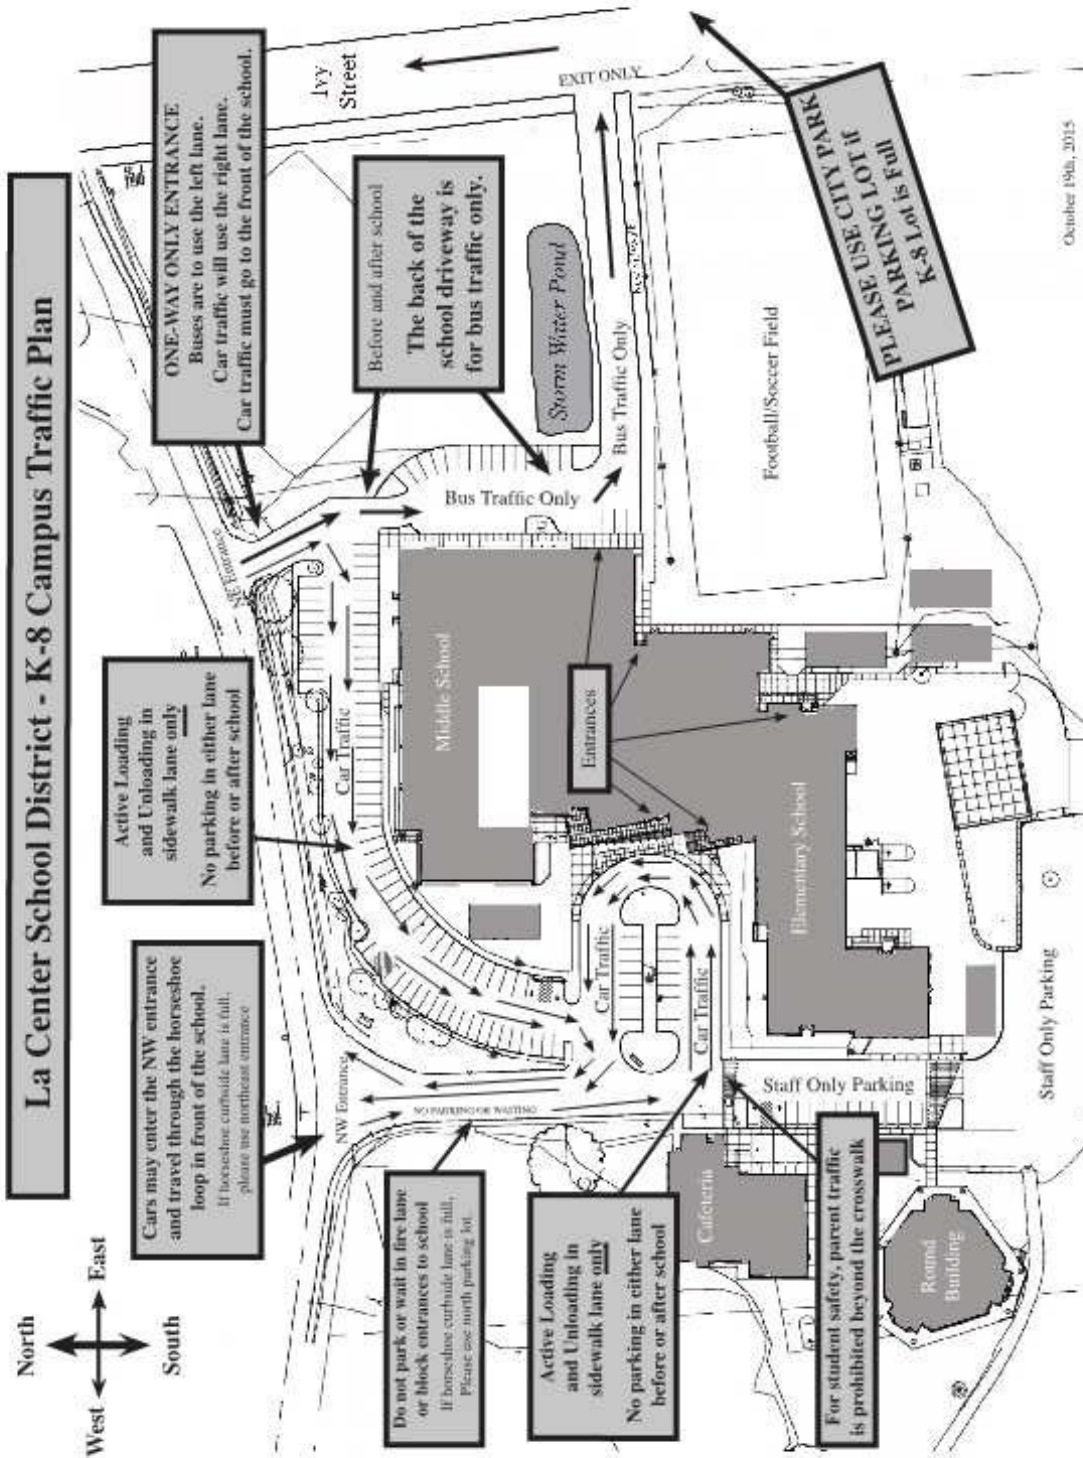 La Center School District - K-8 Campus Traffic Plan
North
West
East
South
Cars may enter the NW entrance
and travel through the horseshoe
loop in front of the school.
If horseshoe curbside lane is full,
please use northeast entrance
Active Loading
and Unloading in
sidewalk lane only
No parking in either lane
before or after school
ONE-WAY ONLY ENTRANCE
Buses are to use the left lane.
Car traffic will use the right lane.
Car traffic must go to the front of the school.
Ivy
Street
NE Entrance
NW Entrance
Before and after school
The back of the
school driveway is
for bus traffic only.
EXIT ONLY
Car Traffic
NO PARKING OR WAITING
Do not park or wait in fire lane
or block entrances to school
If horseshoe curbside lane is full,
Please use north parking lot.
Middle School
Bus Traffic Only
Storm Water Pond
Bus Traffic Only
Car Traffic
Entrances
Car Traffic
Active Loading
and Unloading in
sidewalk lane only
No parking in either lane
before or after school
Cafeteria
Staff Only Parking
Elementary School
Football/Soccer Field
PLEASE USE CITY PARK
PARKING LOT if
K-8 Lot is Full
For student safety, parent traffic
is prohibited beyond the crosswalk
Round
Building
Staff Only Parking
October 19th, 2015